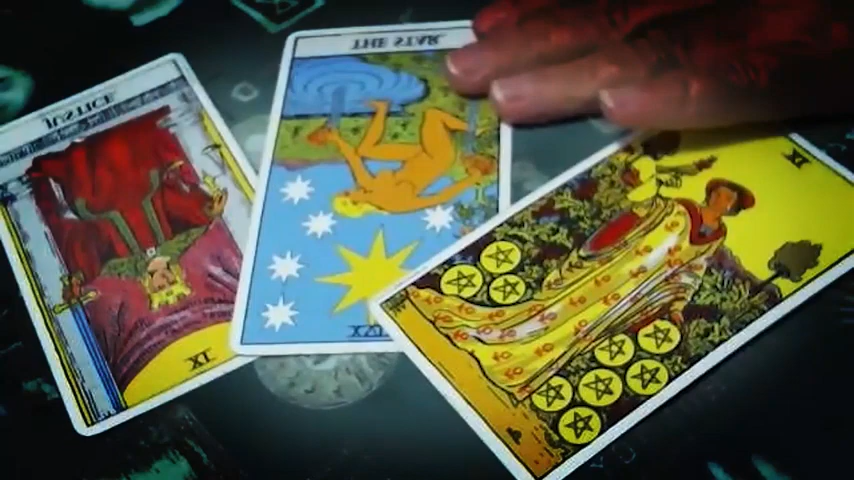 THE STAR
JUSTICE
IX
XVII
XI